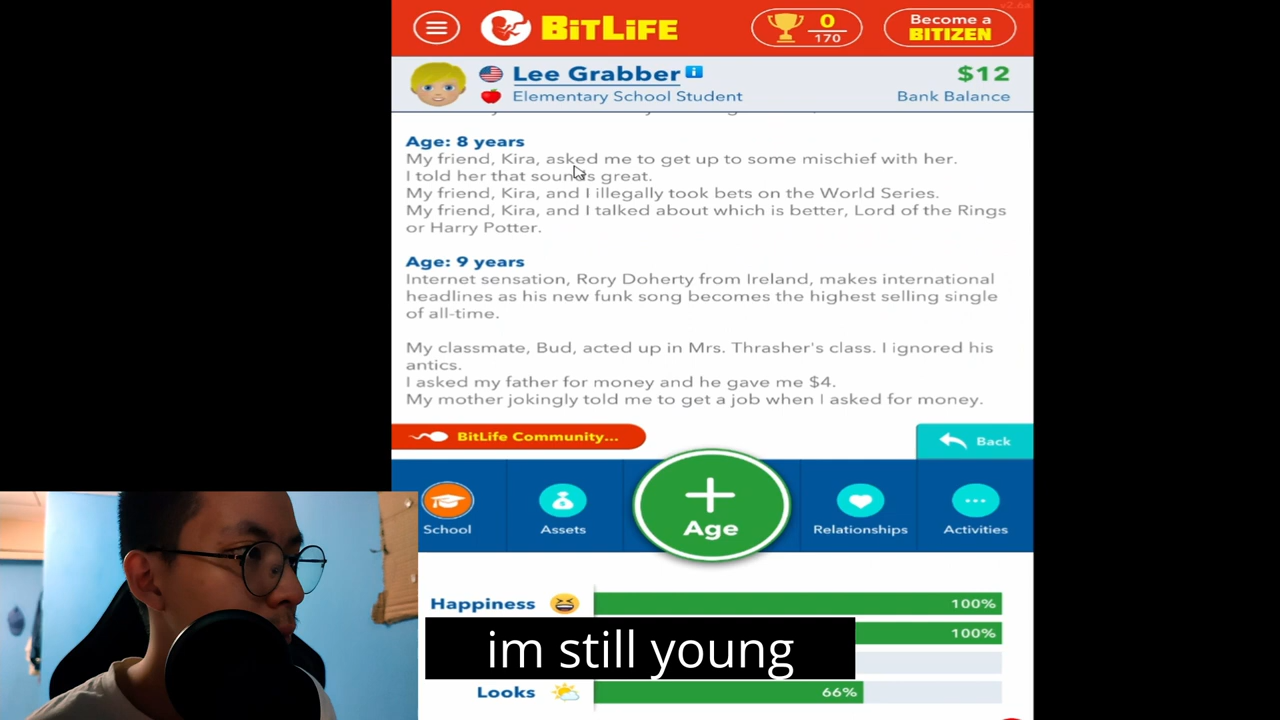 v2.6a
BITLIFE
0
170
Become a
BITIZEN
Lee Grabber
$12
Elementary School Student
Bank Balance
Age: 8 years
My friend, Kira, asked me to get up to some mischief with her.
I told her that sounds great.
My friend, Kira, and I illegally took bets on the World Series.
My friend, Kira, and I talked about which is better, Lord of the Rings
or Harry Potter.
Age: 9 years
Internet sensation, Rory Doherty from Ireland, makes international
headlines as his new funk song becomes the highest selling single
of all-time.
My classmate, Bud, acted up in Mrs. Thrasher's class. I ignored his
antics.
I asked my father for money and he gave me $4.
My mother jokingly told me to get a job when I asked for money.
BitLife Community...
Back
School
Assets
Age
Relationships
Activities
Happiness
100%
100%
im still young
Looks
66%